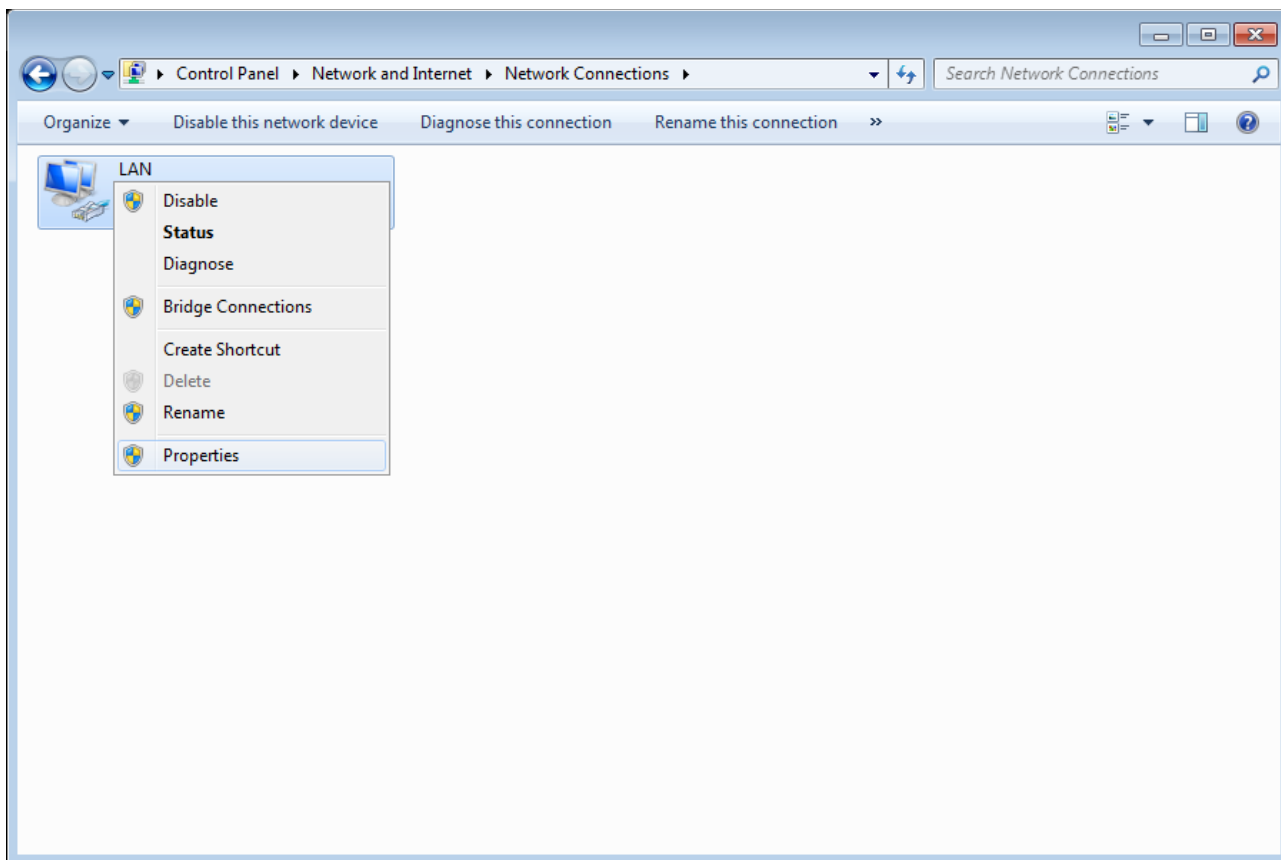 Control Panel Network and Internet Network Connections
Search Network Connections
Organize Disable this network device Diagnose this connection Rename this connection »
LAN
Disable
Status
Diagnose
Bridge Connections
Create Shortcut
Delete
Rename
Properties